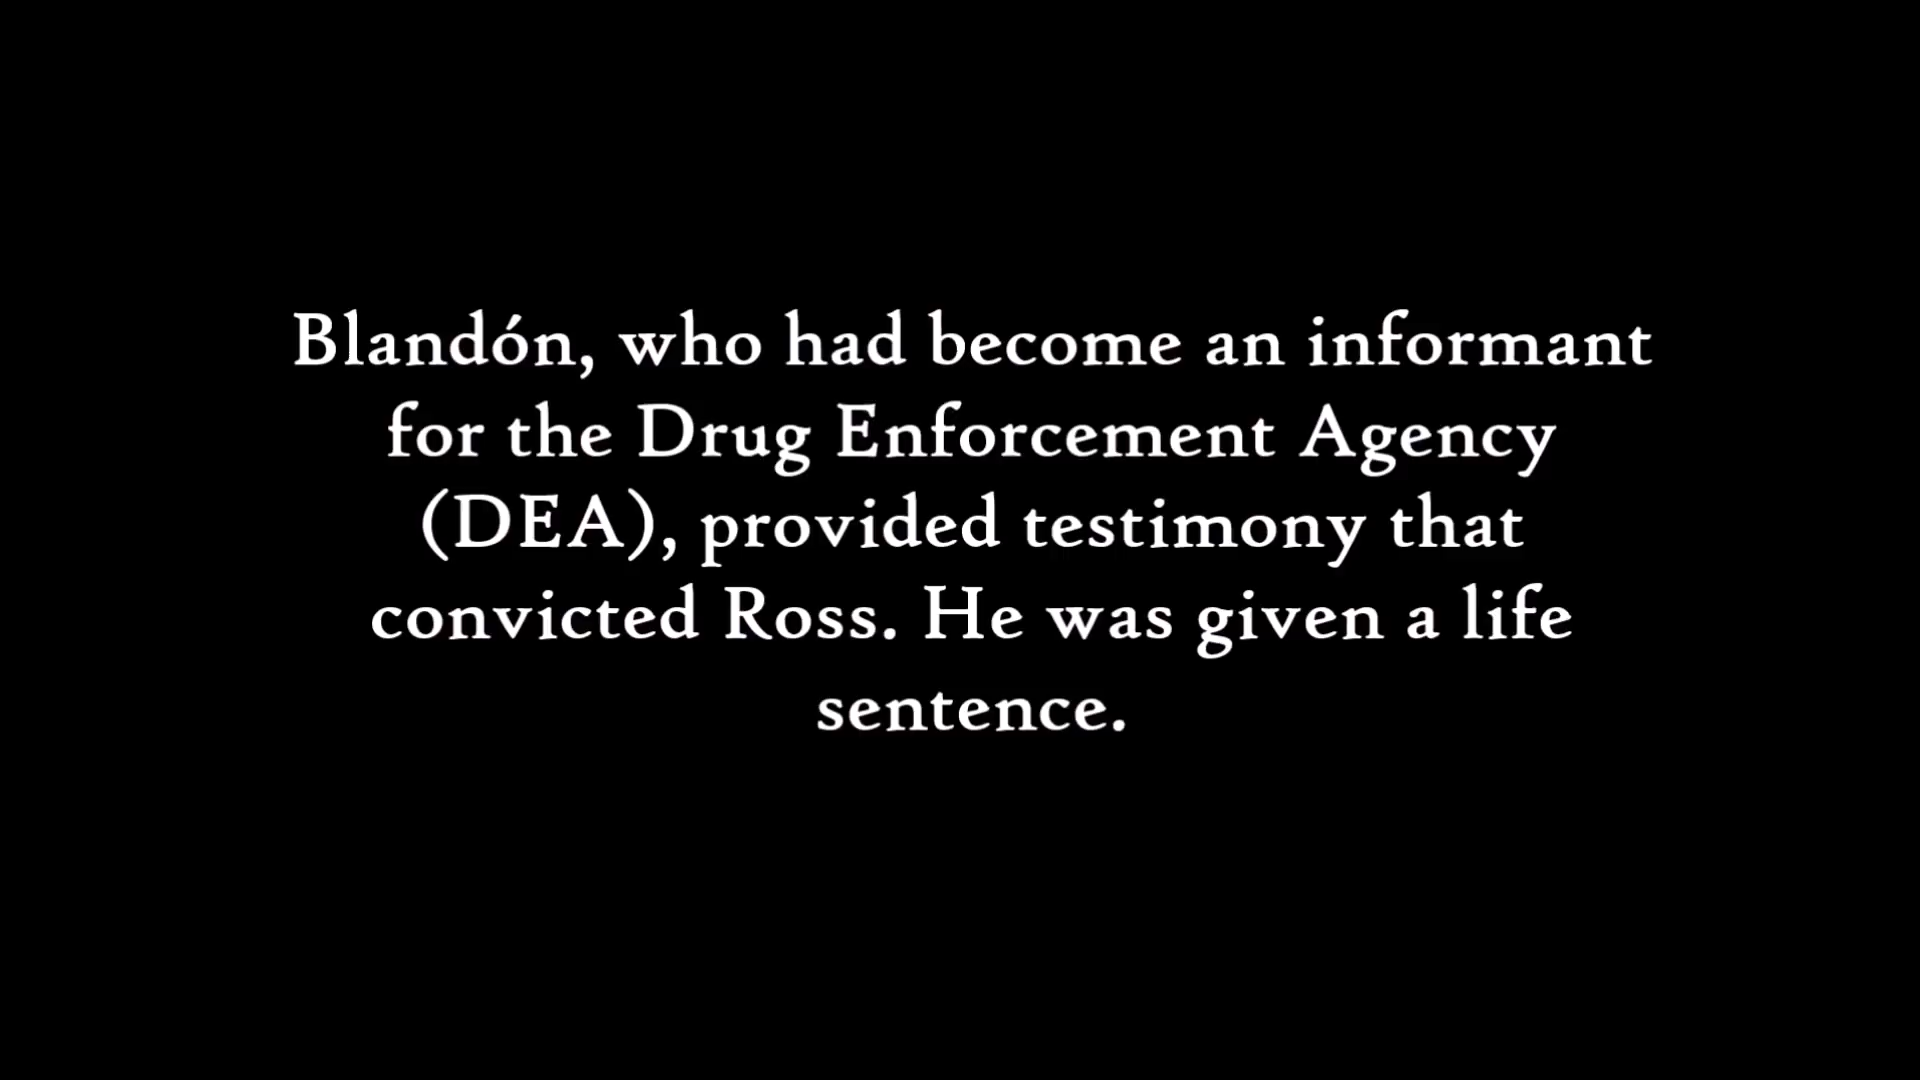 Blandón, who had become an informant
for the Drug Enforcement Agency
(DEA), provided testimony that
convicted Ross. He was given a life
sentence.